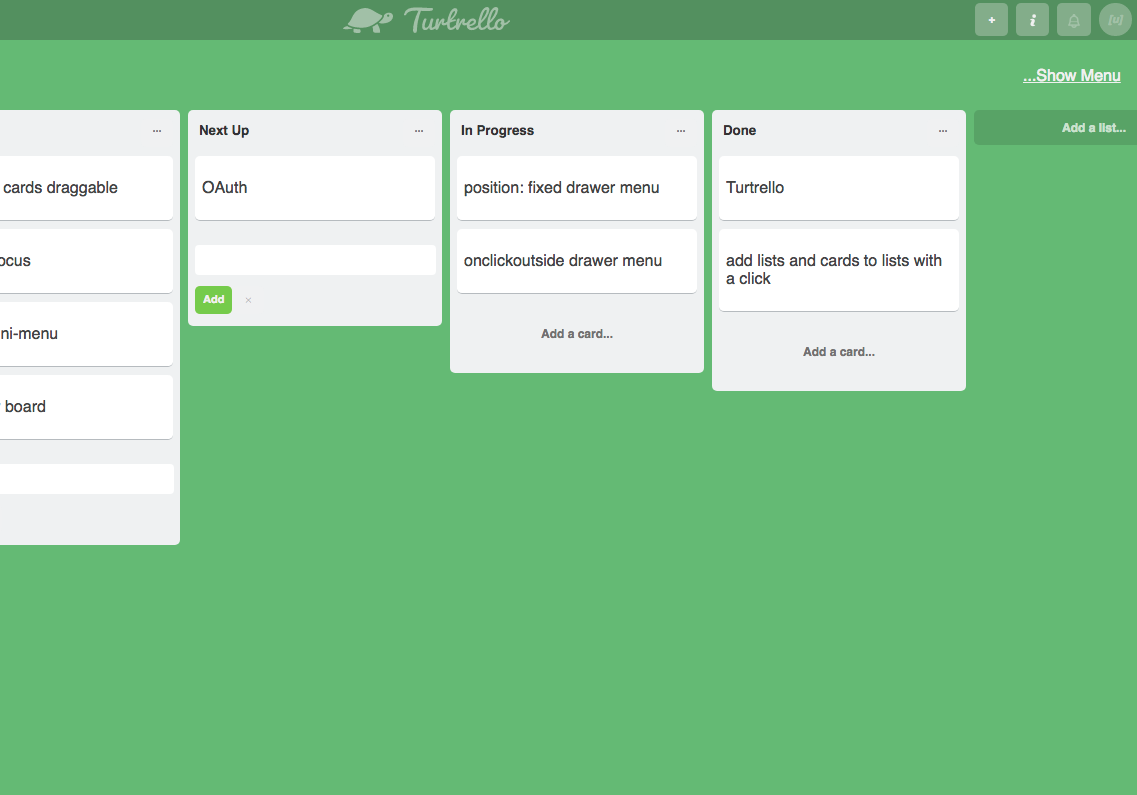 Turtrello
+
i
[ʊ]
...Show Menu
...
cards draggable
ocus
ni-menu
board
Next Up ...
OAuth
Add ×
In Progress ...
position: fixed drawer menu
onclickoutside drawer menu
Add a card...
Done ...
Turtrello
add lists and cards to lists with
a click
Add a card...
Add a list...